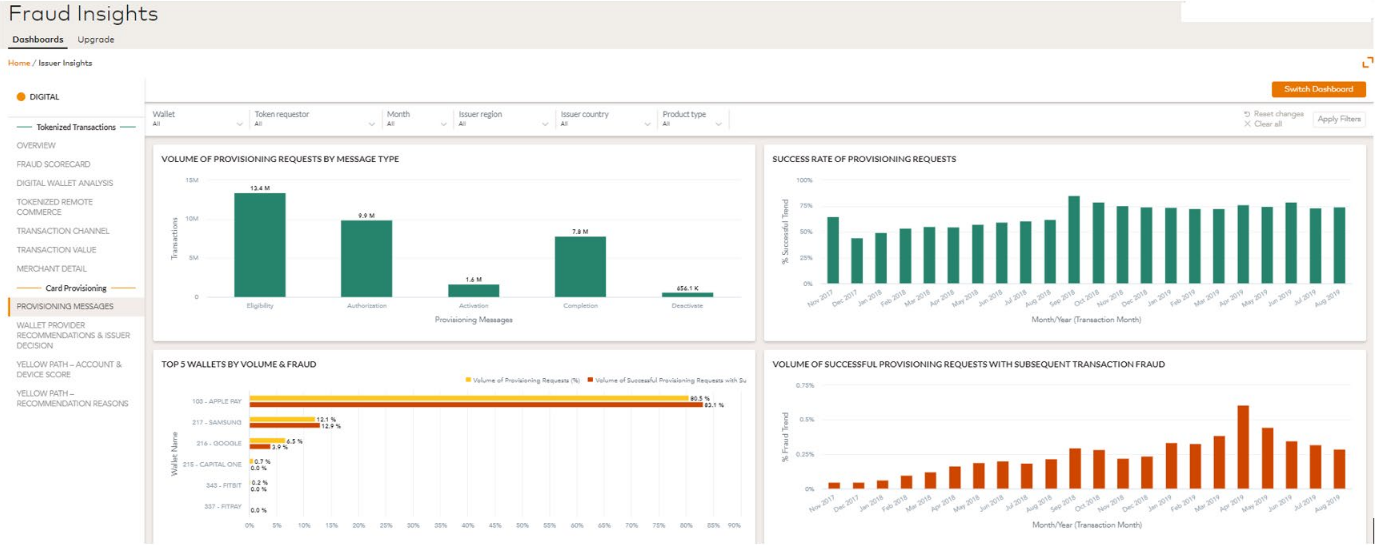 Fraud Insights
Dashboards Upgrade
Home / Issuer Insights
DIGITAL
Switch Dashboard
Tokenized Transactions
OVERVIEW
FRAUD SCORECARD
DIGITAL WALLET ANALYSIS
TOKENIZED REMOTE
COMMERCE
TRANSACTION CHANNEL
TRANSACTION VALUE
MERCHANT DETAIL
Card Provisioning
PROVISIONING MESSAGES
WALLET PROVIDER
RECOMMENDATIONS & ISSUER
DECISION
YELLOW PATH – ACCOUNT &
DEVICE SCORE
YELLOW PATH –
RECOMMENDATION REASONS
Wallet Token requestor Month Issuer region Issuer country Product type
All All All All All All
Reset changes
Clear all
Apply Filters
VOLUME OF PROVISIONING REQUESTS BY MESSAGE TYPE
Transactions
15M
10M
5M
0
13.4 M
9.9 M
1.6 M
7.8 M
656.1 K
Eligibility Authorization Activation Completion Deactivate
Provisioning Messages
SUCCESS RATE OF PROVISIONING REQUESTS
% Successful Trend
100%
75%
50%
25%
0%
Nov 2017 Dec 2017 Jan 2018 Feb 2018 Mar 2018 Apr 2018 May 2018 Jun 2018 Jul 2018 Aug 2018 Sep 2018 Oct 2018 Nov 2018 Dec 2018 Jan 2019 Feb 2019 Mar 2019 Apr 2019 May 2019 Jun 2019 Jul 2019 Aug 2019
Month/Year (Transaction Month)
TOP 5 WALLETS BY VOLUME & FRAUD
Volume of Provisioning Requests (%) Volume of Successful Provisioning Requests with Su
Wallet Name
103 - APPLE PAY 80.5 %
83.1 %
217 - SAMSUNG 12.1 %
12.9 %
216 - GOOGLE 6.5 %
3.9 %
215 - CAPITAL ONE 0.7 %
0.0 %
340 - FITBIT 0.2 %
0.0 %
337 - FITPAY 0.0 %
0% 5% 10% 15% 20% 25% 30% 35% 40% 45% 50% 55% 60% 65% 70% 75% 80% 85% 90%
VOLUME OF SUCCESSFUL PROVISIONING REQUESTS WITH SUBSEQUENT TRANSACTION FRAUD
% Fraud Trend
0.75%
0.5%
0.25%
0%
Nov 2017 Dec 2017 Jan 2018 Feb 2018 Mar 2018 Apr 2018 May 2018 Jun 2018 Jul 2018 Aug 2018 Sep 2018 Oct 2018 Nov 2018 Dec 2018 Jan 2019 Feb 2019 Mar 2019 Apr 2019 May 2019 Jun 2019 Jul 2019 Aug 2019
Month/Year (Transaction Month)